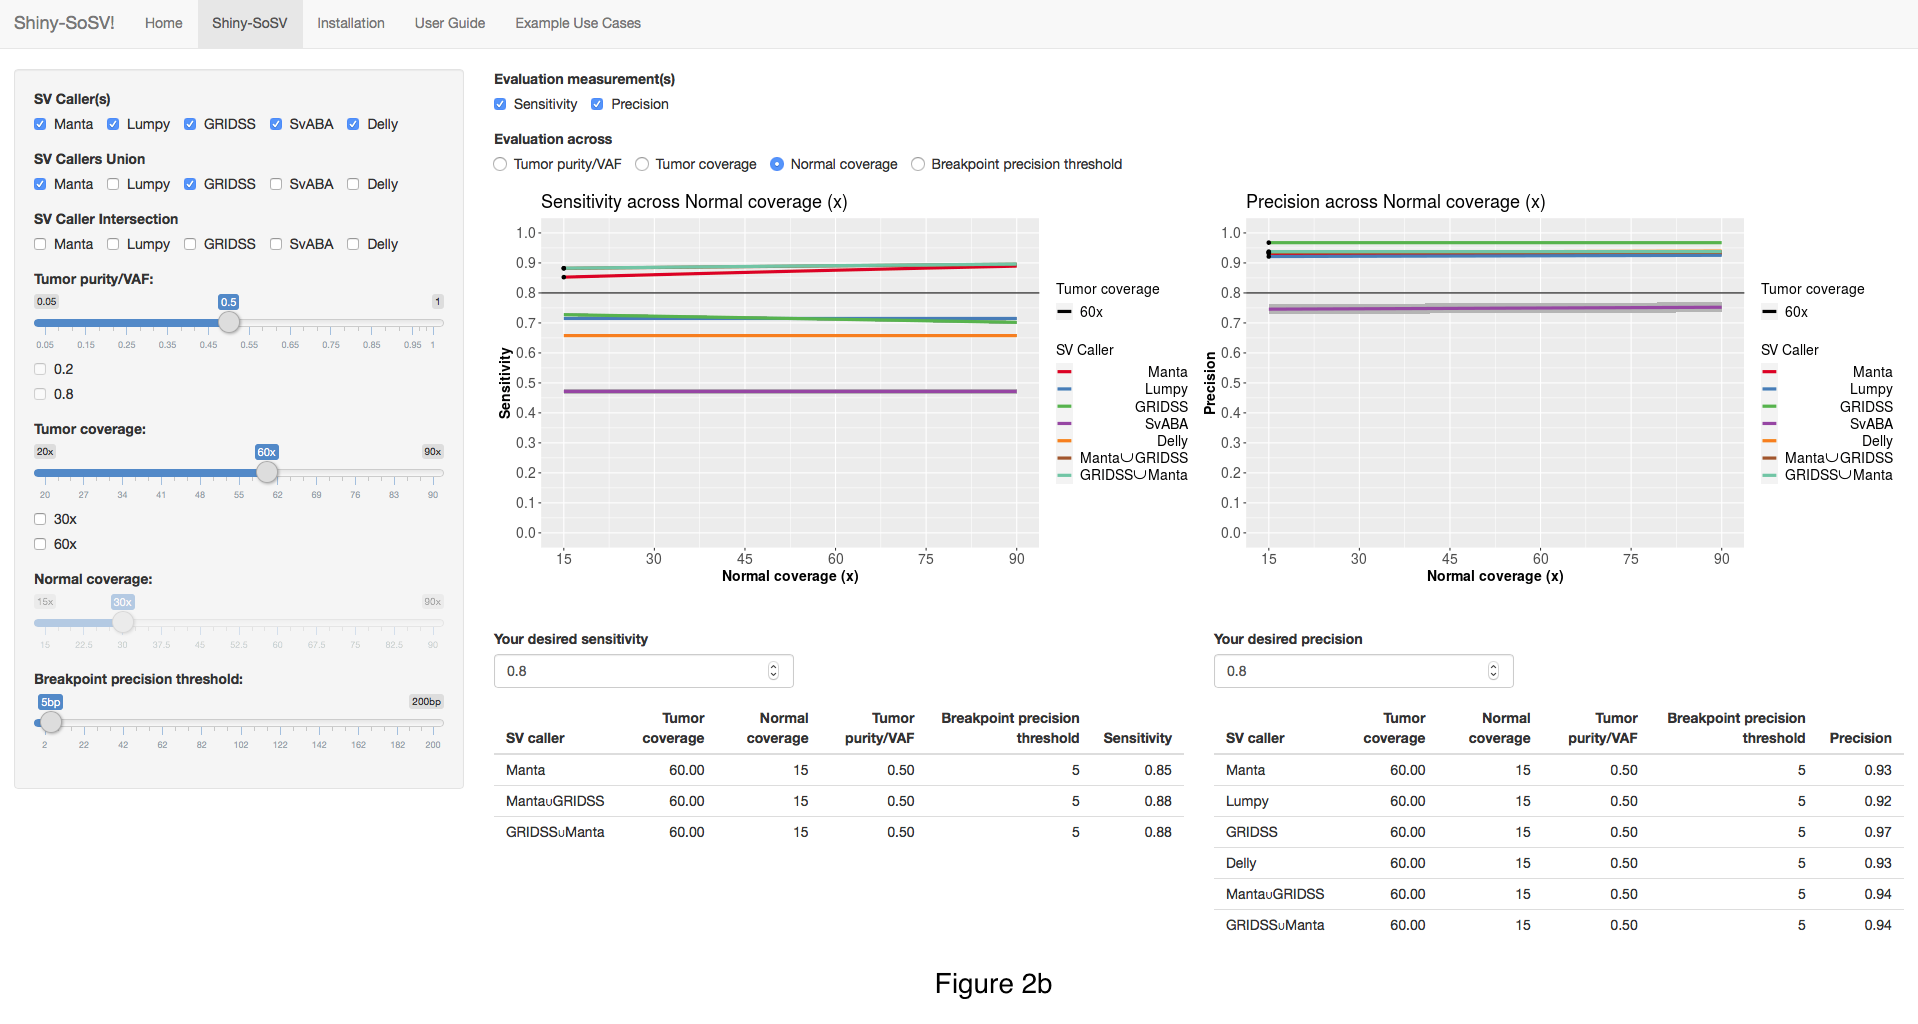 Shiny-SoSV! Home Shiny-SoSV Installation User Guide Example Use Cases
SV Caller(s)
Manta Lumpy GRIDSS SvABA Delly
SV Callers Union
Manta Lumpy GRIDSS SvABA Delly
SV Caller Intersection
Manta Lumpy GRIDSS SvABA Delly
Tumor purity/VAF:
0.05 0.5 1
0.05 0.15 0.25 0.35 0.45 0.55 0.65 0.75 0.85 0.95 1
0.2
0.8
Tumor coverage:
20x 60x 90x
20 27 34 41 48 55 62 69 76 83 90
30x
60x
Normal coverage:
15x 30x 90x
15 22.5 30 37.5 45 52.5 60 67.5 75 82.5 90
Breakpoint precision threshold:
5bp 200bp
2 22 42 62 82 102 122 142 162 182 200
Evaluation measurement(s)
Sensitivity Precision
Evaluation across
Tumor purity/VAF Tumor coverage Normal coverage Breakpoint precision threshold
Sensitivity across Normal coverage (x)
Sensitivity
1.0
0.9
0.8
0.7
0.6
0.5
0.4
0.3
0.2
0.1
0.0
15 30 45 60 75 90
Normal coverage (x)
Tumor coverage
60x
SV Caller
Manta
Lumpy
GRIDSS
SvABA
Delly
Manta∪GRIDSS
GRIDSS∪Manta
Precision across Normal coverage (x)
Precision
1.0
0.9
0.8
0.7
0.6
0.5
0.4
0.3
0.2
0.1
0.0
15 30 45 60 75 90
Normal coverage (x)
Tumor coverage
60x
SV Caller
Manta
Lumpy
GRIDSS
SvABA
Delly
Manta∪GRIDSS
GRIDSS∪Manta
Your desired sensitivity
0.8
Tumor Normal Tumor Breakpoint precision
SV caller coverage coverage purity/VAF threshold Sensitivity
Manta 60.00 15 0.50 5 0.85
Manta∪GRIDSS 60.00 15 0.50 5 0.88
GRIDSS∪Manta 60.00 15 0.50 5 0.88
Your desired precision
0.8
Tumor Normal Tumor Breakpoint precision
SV caller coverage coverage purity/VAF threshold Precision
Manta 60.00 15 0.50 5 0.93
Lumpy 60.00 15 0.50 5 0.92
GRIDSS 60.00 15 0.50 5 0.97
Delly 60.00 15 0.50 5 0.93
Manta∪GRIDSS 60.00 15 0.50 5 0.94
GRIDSS∪Manta 60.00 15 0.50 5 0.94
Figure 2b